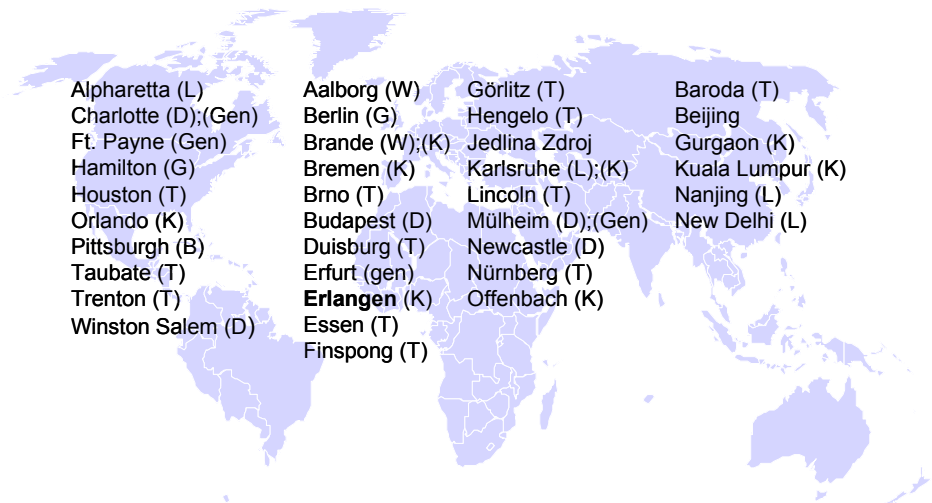 Alpharetta (L)
Charlotte (D);(Gen)
Ft. Payne (Gen)
Hamilton (G)
Houston (T)
Orlando (K)
Pittsburgh (B)
Taubate (T)
Trenton (T)
Winston Salem (D)
Aalborg (W)
Berlin (G)
Brande (W);(K)
Bremen (K)
Brno (T)
Budapest (D)
Duisburg (T)
Erfurt (gen)
Erlangen (K)
Essen (T)
Finspong (T)
Görlitz (T)
Hengelo (T)
Jedlina Zdroj
Karlsruhe (L);(K)
Lincoln (T)
Mülheim (D);(Gen)
Newcastle (D)
Nürnberg (T)
Offenbach (K)
Baroda (T)
Beijing
Gurgaon (K)
Kuala Lumpur (K)
Nanjing (L)
New Delhi (L)